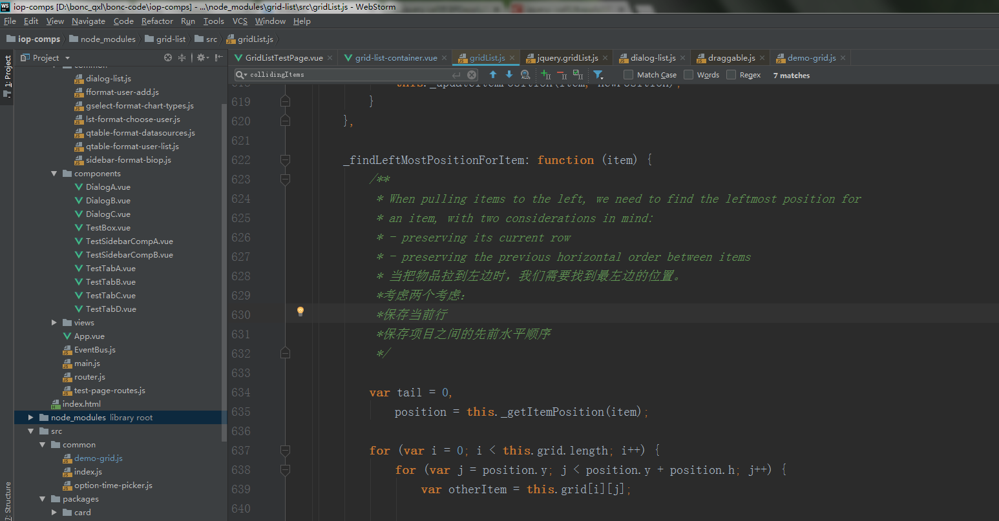 iop-comps [D:\bonc_qxl\bonc-code\iop-comps] - ...\node_modules\grid-list\src\gridList.js - WebStorm
File Edit View Navigate Code Refactor Run Tools VCS Window Help
iop-comps node_modules grid-list src gridList.js
1: Project
Project
GridListTestPage.vue grid-list-container.vue gridList.js jquery.gridList.js dialog-list.js draggable.js demo-grid.js
collidingItems Match Case Words Regex 7 matches
common
dialog-list.js
fformat-user-add.js
gselect-format-chart-types.js
lst-format-choose-user.js
qtable-format-datasources.js
qtable-format-user-list.js
sidebar-format-biop.js
components
DialogA.vue
DialogB.vue
DialogC.vue
TestBox.vue
TestSidebarCompA.vue
TestSidebarCompB.vue
TestTabA.vue
TestTabB.vue
TestTabC.vue
TestTabD.vue
views
App.vue
EventBus.js
main.js
router.js
test-page-routes.js
index.html
node_modules library root
src
common
demo-grid.js
index.js
option-time-picker.js
packages
card
7: Structure
618 this._updateItemPosition(item, newPosition);
619 }
620 },
621
622 _findLeftMostPositionForItem: function (item) {
623 /**
624 * When pulling items to the left, we need to find the leftmost position for
625 * an item, with two considerations in mind:
626 * - preserving its current row
627 * - preserving the previous horizontal order between items
628 * 当把物品拉到左边时，我们需要找到最左边的位置。
629 *考虑两个考虑：
630 *保存当前行
631 *保存项目之间的先前水平顺序
632 */
633
634 var tail = 0,
635 position = this._getItemPosition(item);
636
637 for (var i = 0; i < this.grid.length; i++) {
638 for (var j = position.y; j < position.y + position.h; j++) {
639 var otherItem = this.grid[i][j];
640